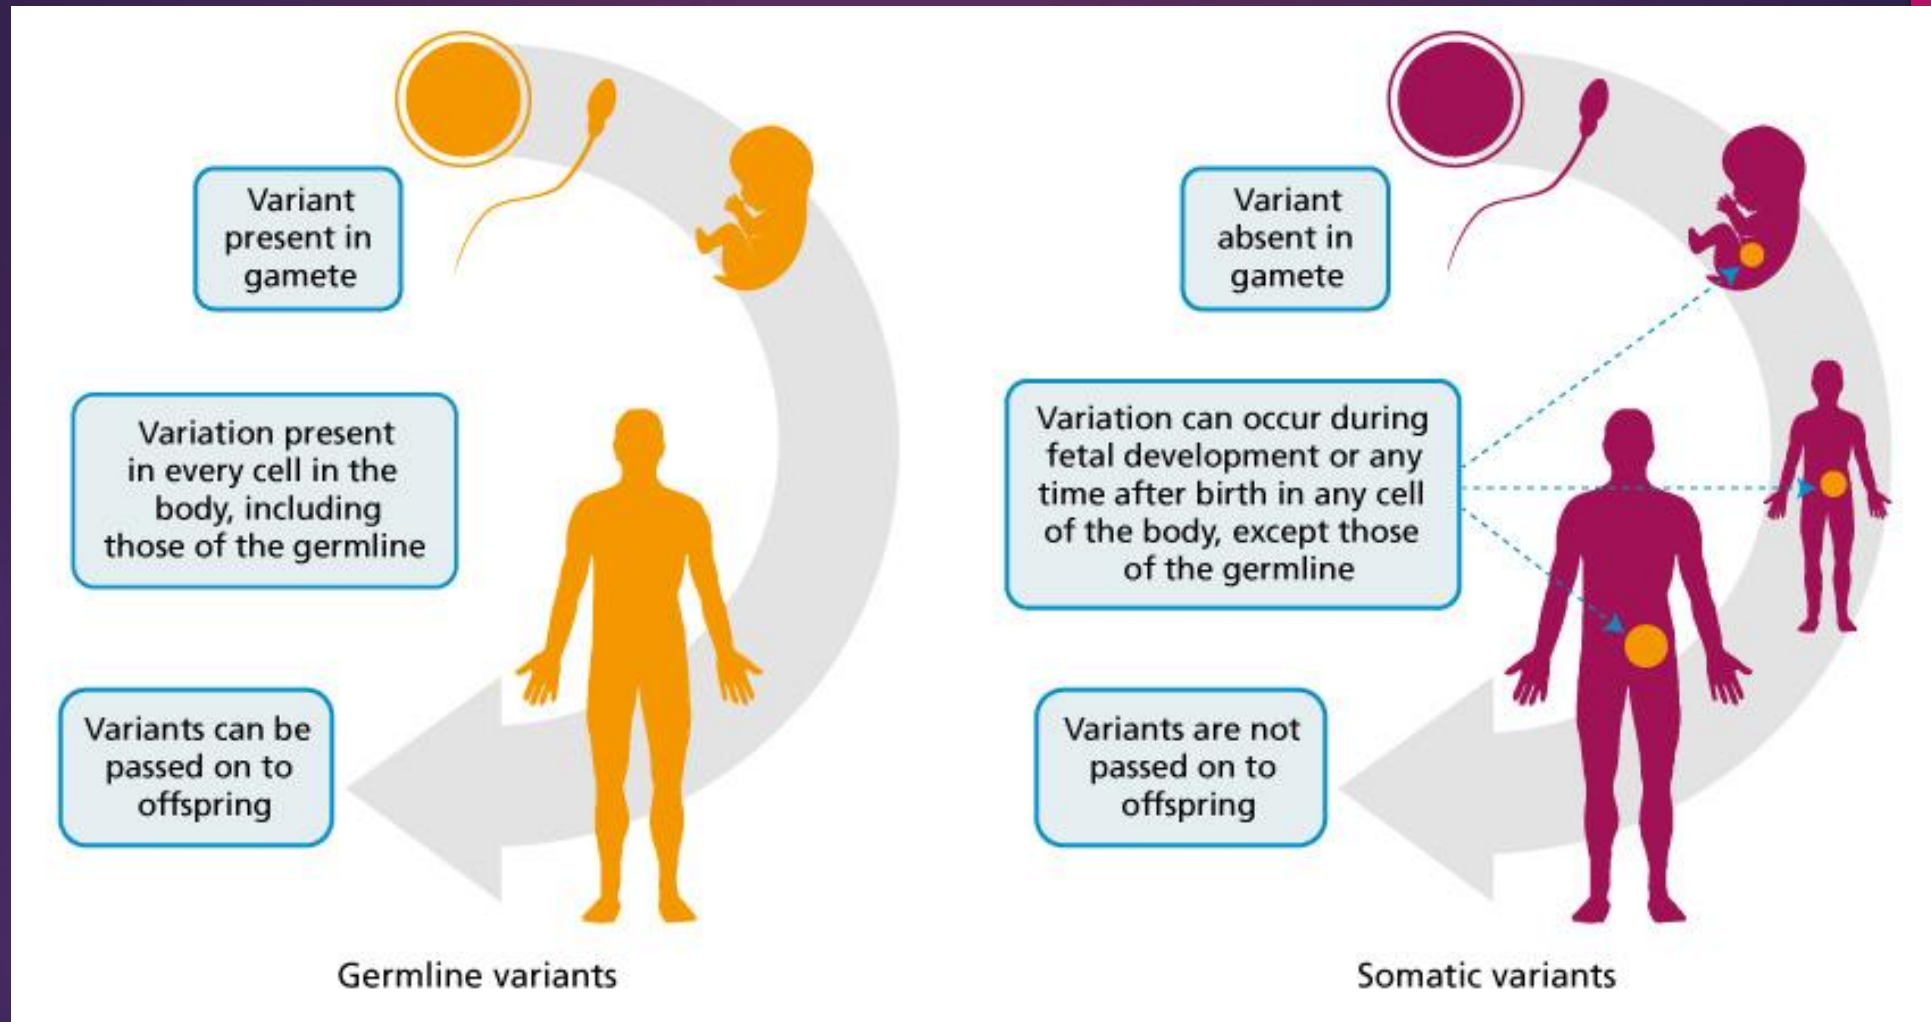 Variant
present in
gamete
Variation present
in every cell in the
body, including
those of the germline
Variants can be
passed on to
offspring
Germline variants
Variant
absent in
gamete
Variation can occur during
fetal development or any
time after birth in any cell
of the body, except those
of the germline
Variants are not
passed on to
offspring
Somatic variants